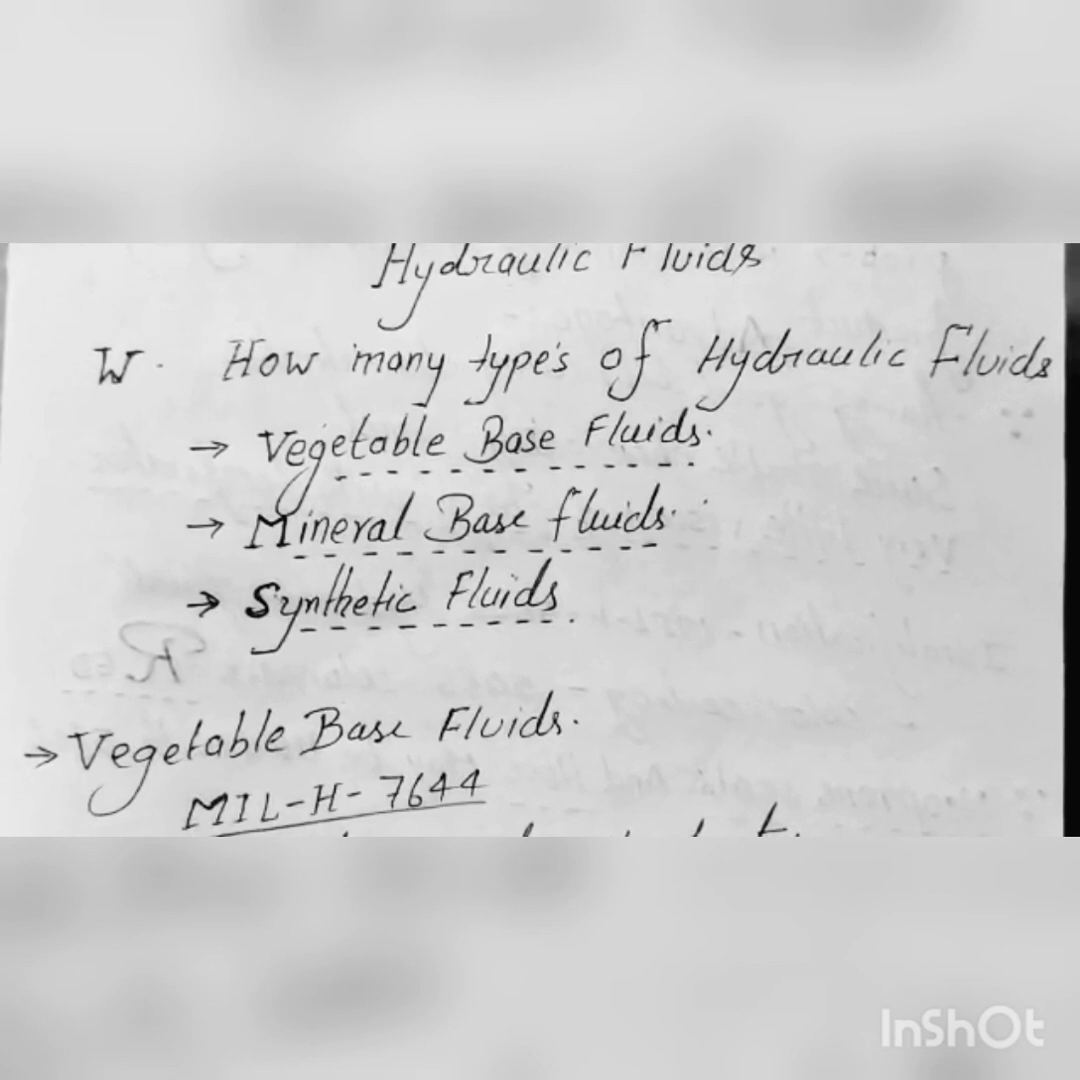 Hydraulic Fluids
W. How many type's of Hydraulic Fluids
→ Vegetable Base Fluids.
→ Mineral Base fluids.
→ Synthetic Fluids.
→ Vegetable Base Fluids.
MIL-H-7644
InShOt